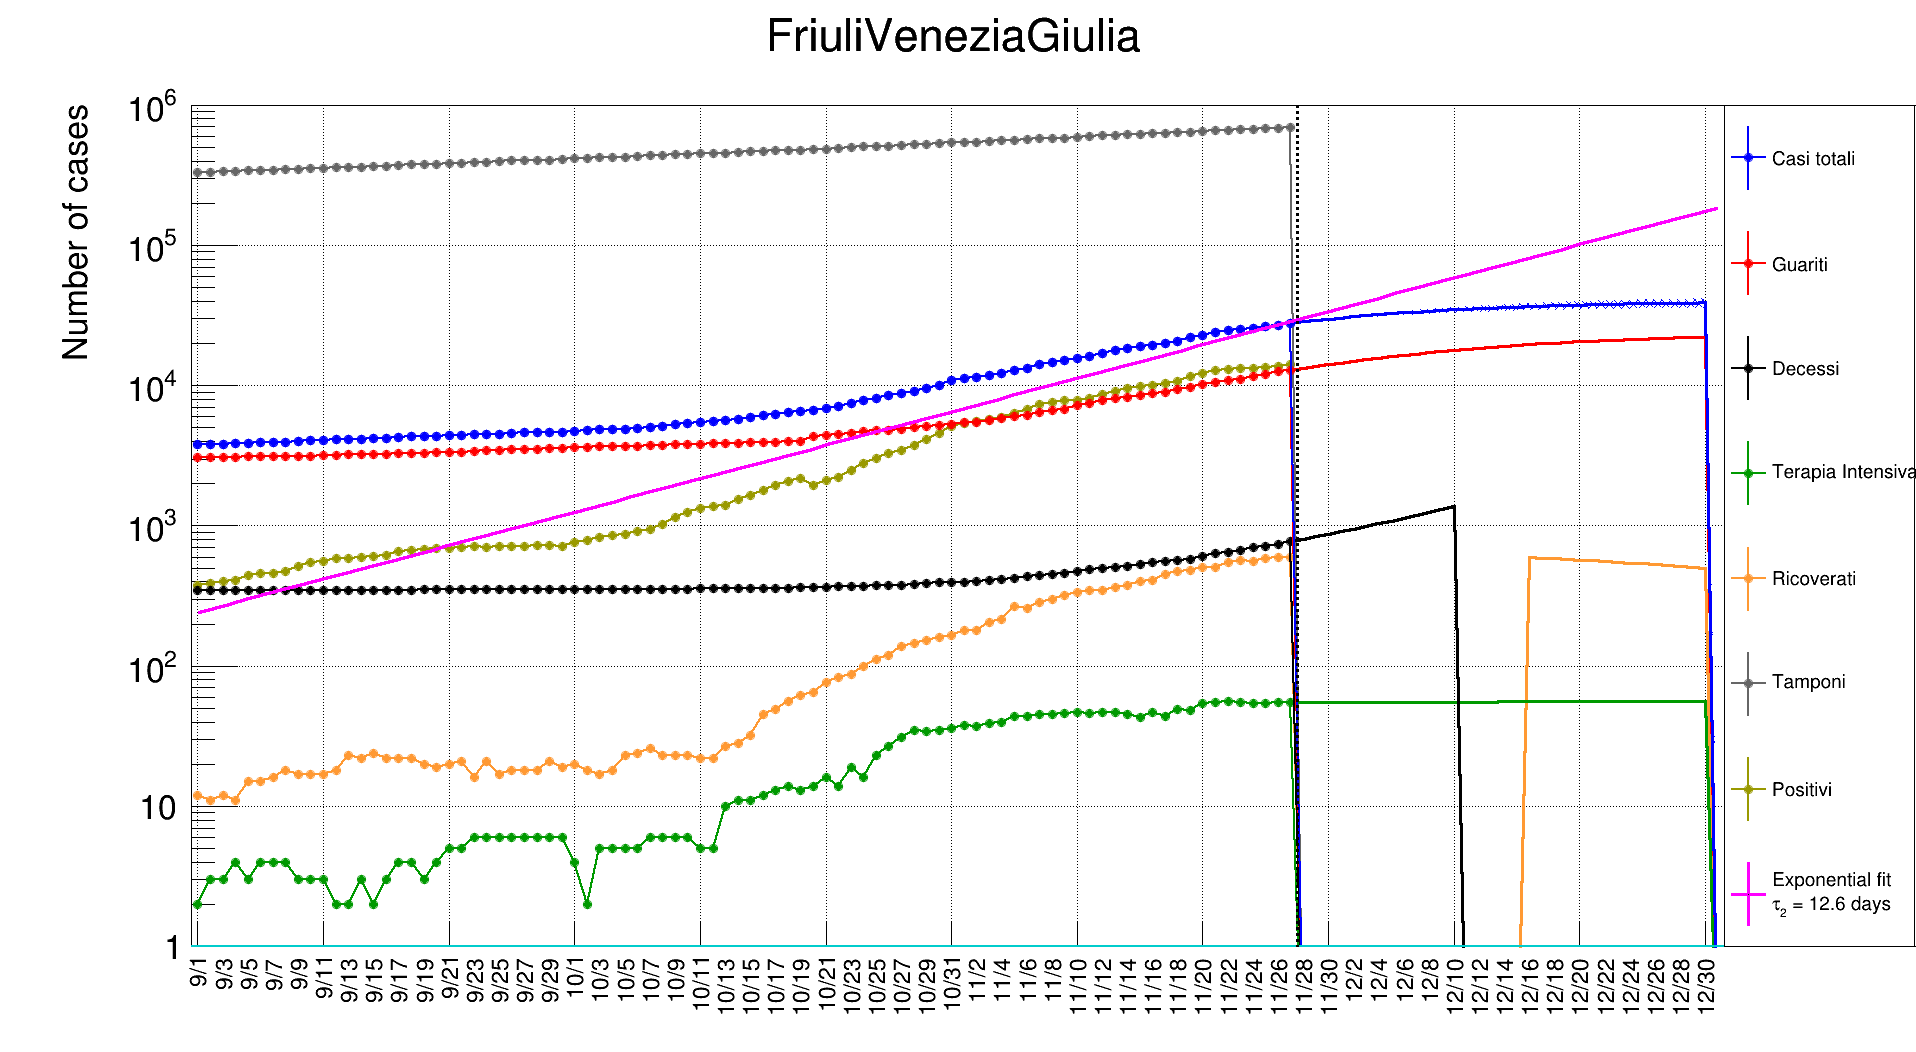 FriuliVeneziaGiulia
Number of cases
10^6
10^5
10^4
10^3
10^2
10
1
9/1 9/3 9/5 9/7 9/9 9/11 9/13 9/15 9/17 9/19 9/21 9/23 9/25 9/27 9/29 10/1 10/3 10/5 10/7 10/9 10/11 10/13 10/15 10/17 10/19 10/21 10/23 10/25 10/27 10/29 10/31 11/2 11/4 11/6 11/8 11/10 11/12 11/14 11/16 11/18 11/20 11/22 11/24 11/26 11/28 11/30 12/2 12/4 12/6 12/8 12/10 12/12 12/14 12/16 12/18 12/20 12/22 12/24 12/26 12/28 12/30
Casi totali
Guariti
Decessi
Terapia Intensiva
Ricoverati
Tamponi
Positivi
Exponential fit
τ₂ = 12.6 days